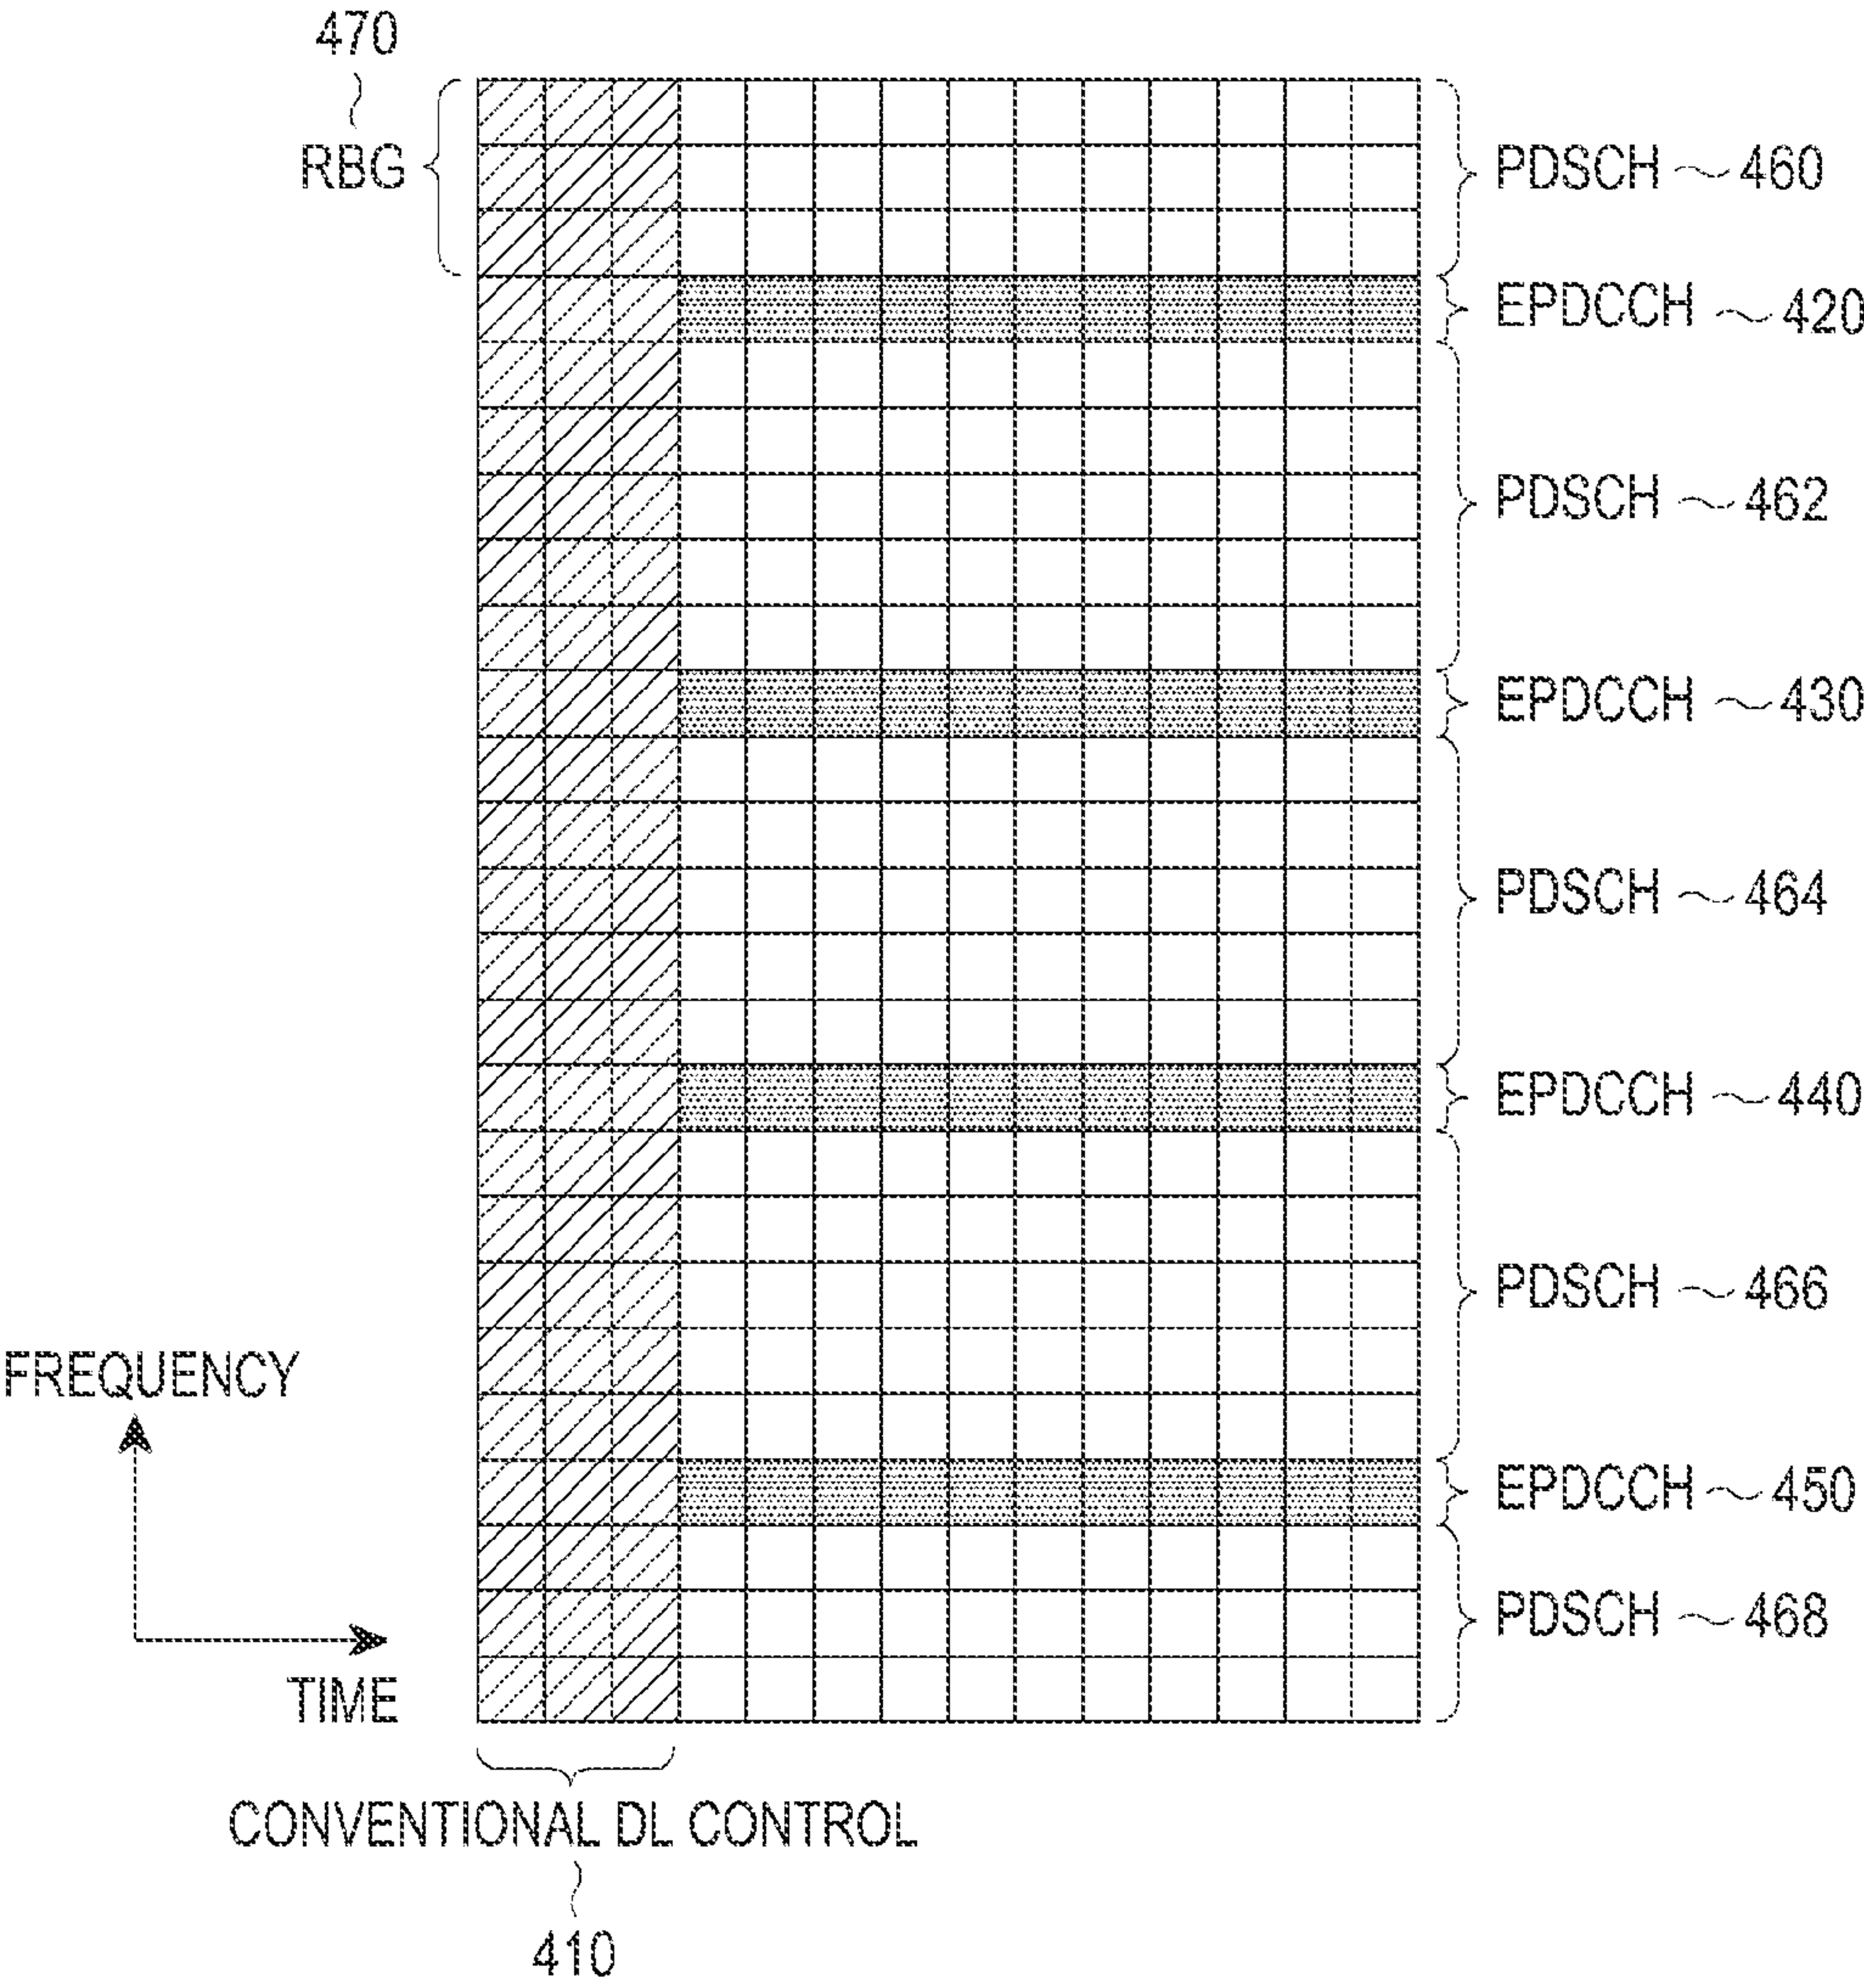 470
RBG
PDSCH 460
EPDCCH 420
PDSCH 462
EPDCCH 430
PDSCH 464
EPDCCH 440
PDSCH 466
EPDCCH 450
PDSCH 468
FREQUENCY
TIME
CONVENTIONAL DL CONTROL
410